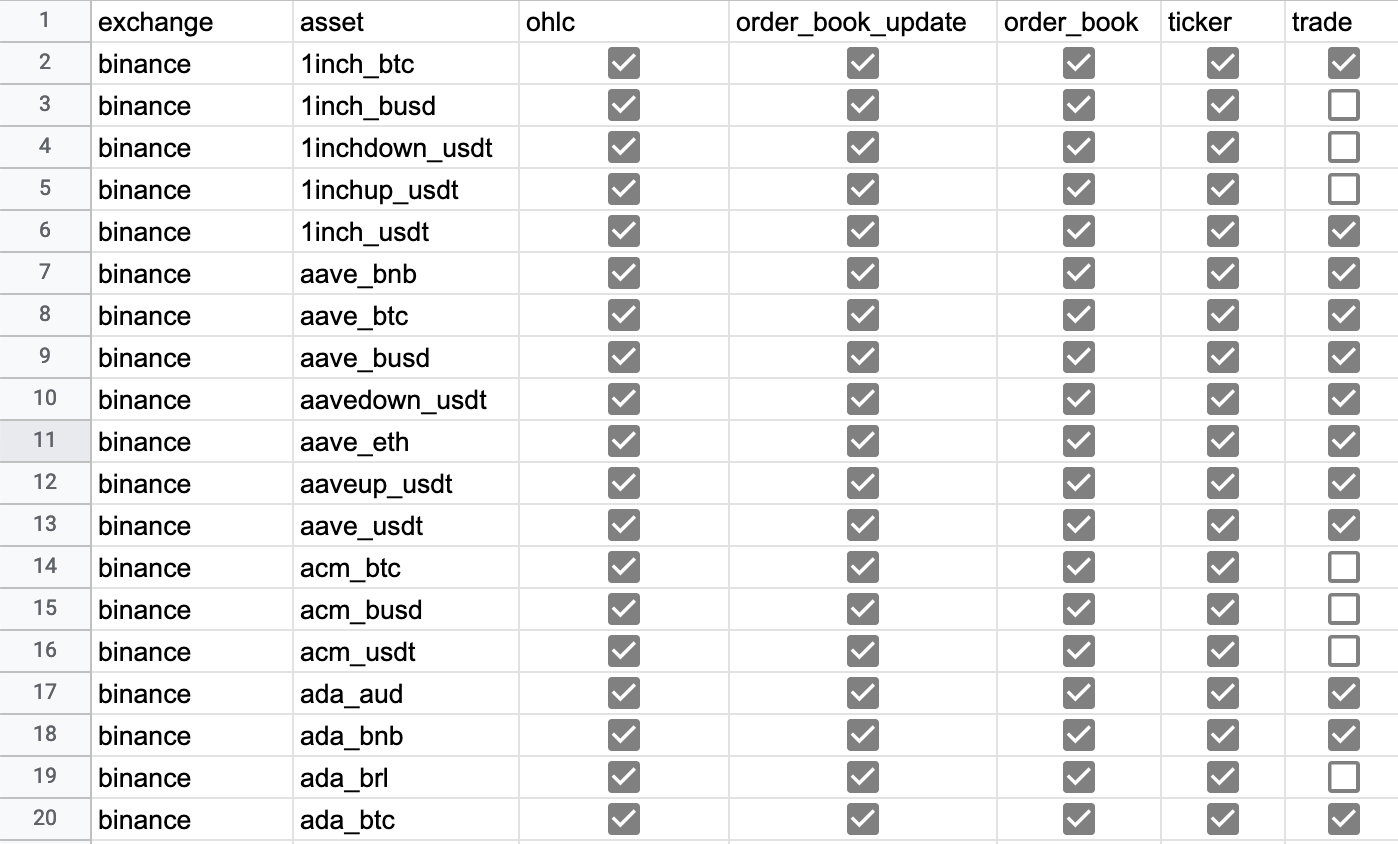 1 exchange asset ohlc order_book_update order_book ticker trade
2 binance 1inch_btc
3 binance 1inch_busd
4 binance 1inchdown_usdt
5 binance 1inchup_usdt
6 binance 1inch_usdt
7 binance aave_bnb
8 binance aave_btc
9 binance aave_busd
10 binance aavedown_usdt
11 binance aave_eth
12 binance aaveup_usdt
13 binance aave_usdt
14 binance acm_btc
15 binance acm_busd
16 binance acm_usdt
17 binance ada_aud
18 binance ada_bnb
19 binance ada_brl
20 binance ada_btc